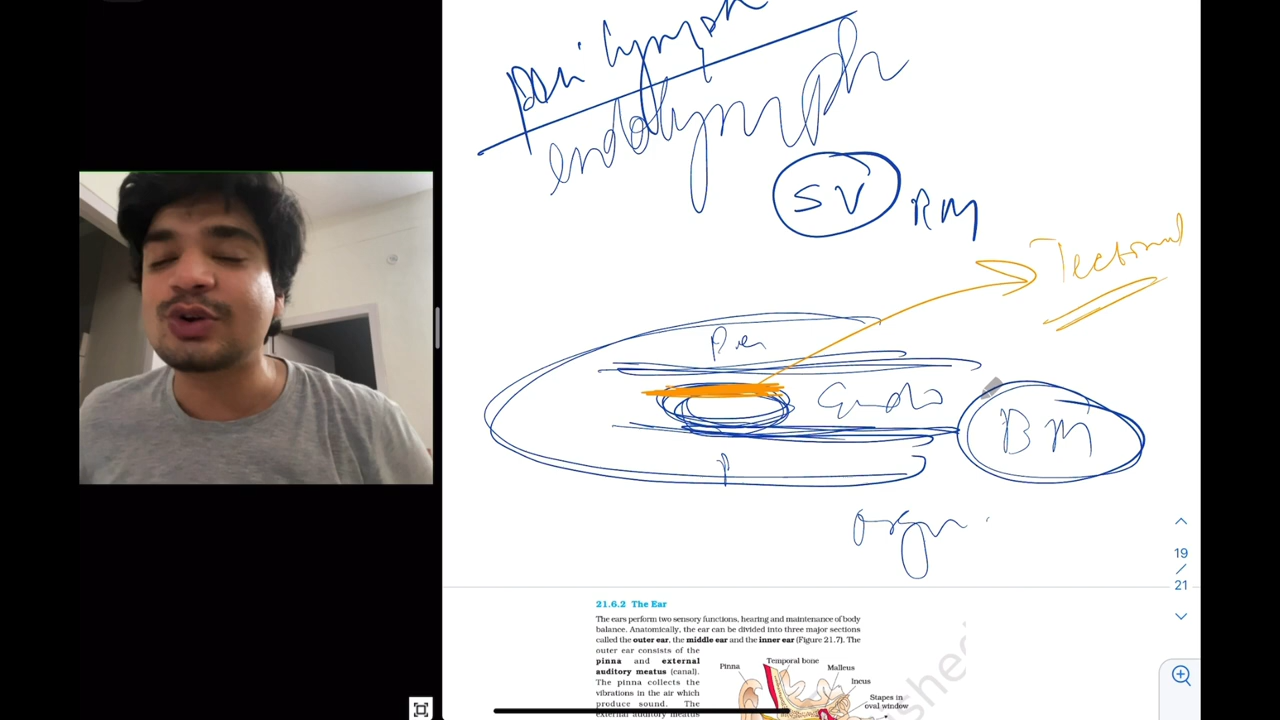 perilymph
endolymph
SV RM
Tectorial
Peri
Endo
BM
P
organ
19
/
21
21.6.2 The Ear
The ears perform two sensory functions, hearing and maintenance of body
balance. Anatomically, the ear can be divided into three major sections
called the outer ear, the middle ear and the inner ear (Figure 21.7). The
outer ear consists of the
pinna and external
auditory meatus (canal).
The pinna collects the
vibrations in the air which
produce sound. The
external auditory meatus
Pinna
Temporal bone
Malleus
Incus
Stapes in
oval window